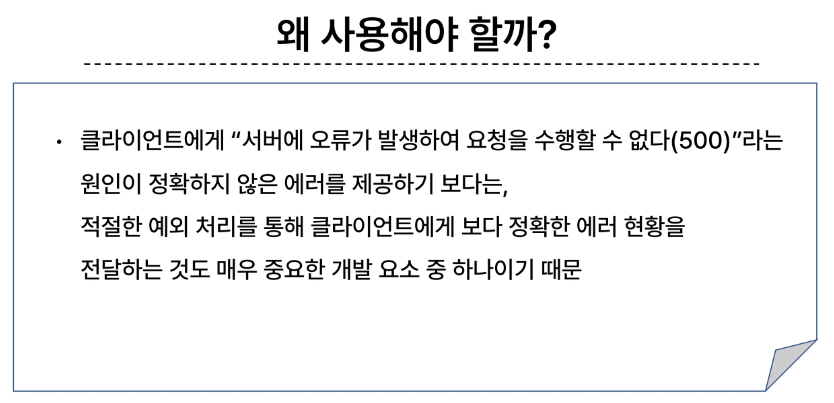 왜 사용해야 할까?
• 클라이언트에게 “서버에 오류가 발생하여 요청을 수행할 수 없다(500)”라는
원인이 정확하지 않은 에러를 제공하기 보다는,
적절한 예외 처리를 통해 클라이언트에게 보다 정확한 에러 현황을
전달하는 것도 매우 중요한 개발 요소 중 하나이기 때문